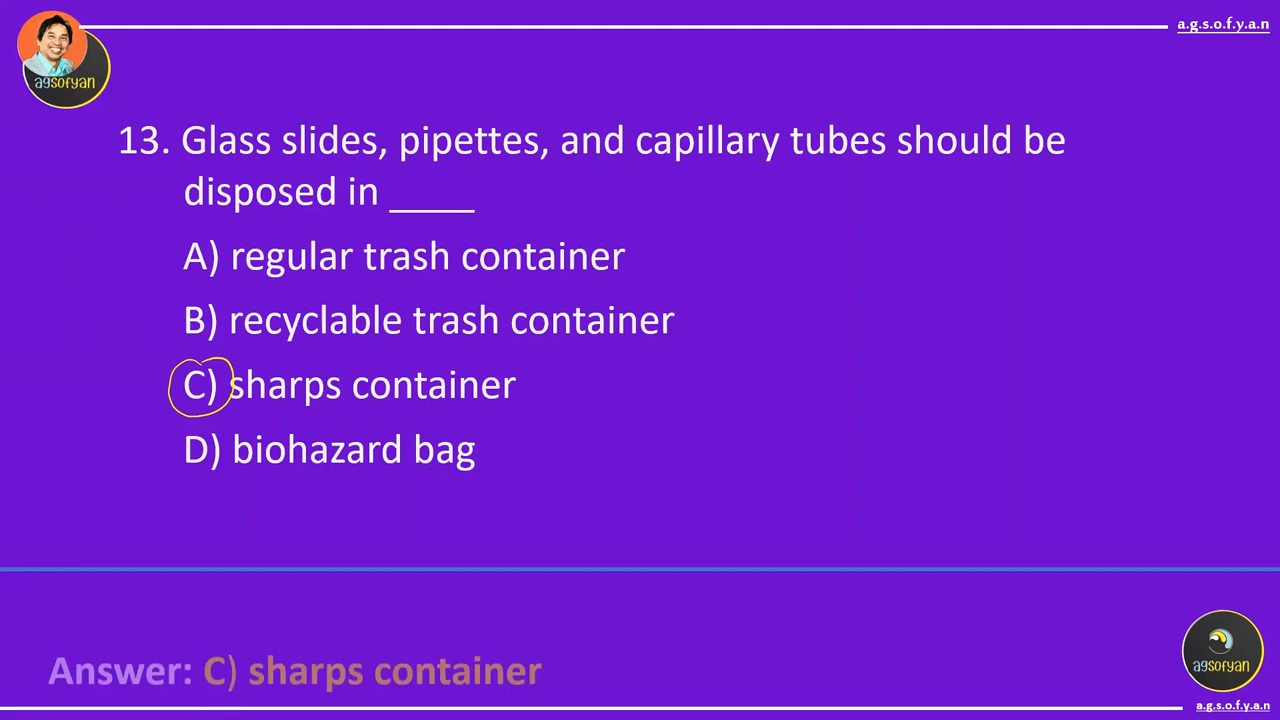 a.g.s.o.f.y.a.n
agsofyan
13. Glass slides, pipettes, and capillary tubes should be
disposed in ____
A) regular trash container
B) recyclable trash container
C) sharps container
D) biohazard bag
Answer: C) sharps container
agsofyan
a.g.s.o.f.y.a.n